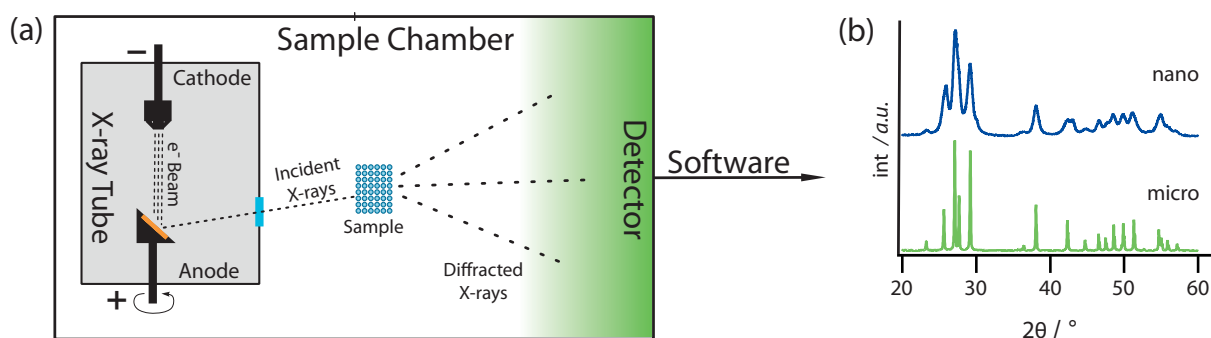 (a)
Sample Chamber
−
Cathode
X-ray Tube
e⁻ Beam
Incident
X-rays
Sample
Anode
+
Diffracted
X-rays
Detector
Software
(b)
nano
micro
int / a.u.
20 30 40 50 60
2θ / °